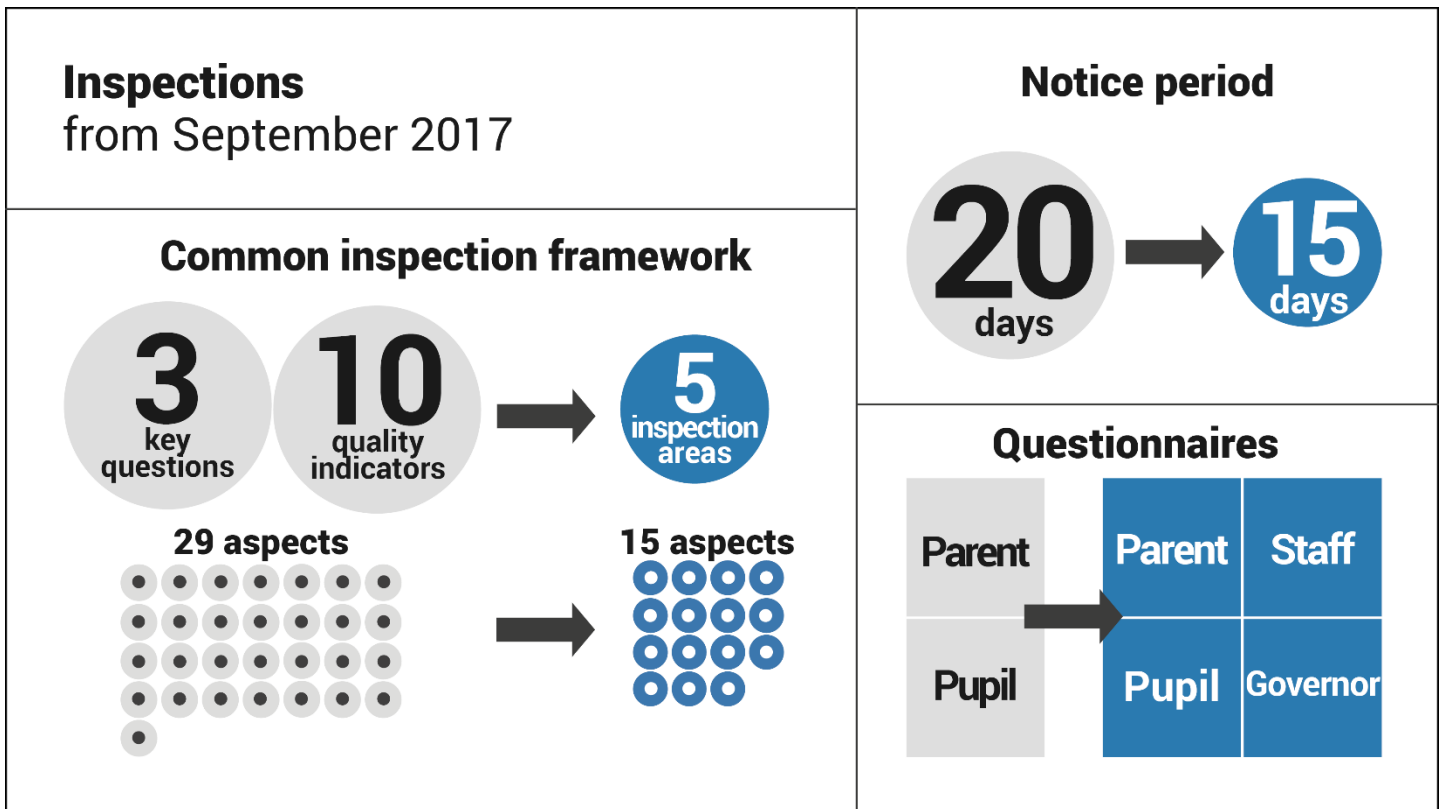 Inspections
from September 2017
Common inspection framework
3
key
questions
10
quality
indicators
5
inspection
areas
29 aspects
15 aspects
Notice period
20
days
15
days
Questionnaires
Parent
Pupil
Parent
Staff
Pupil
Governor